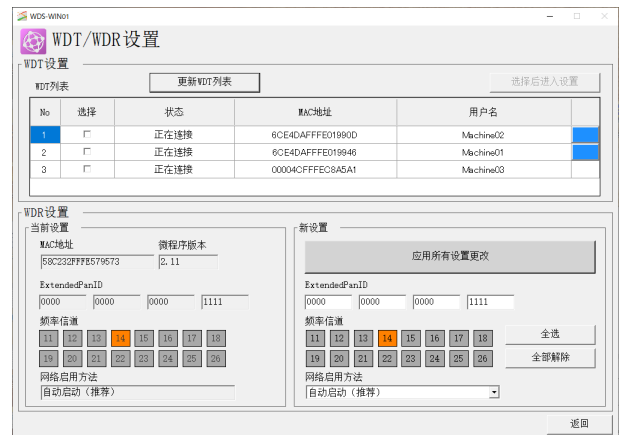 WDS-WIN01
WDT/WDR设置
WDT设置
WDT列表
更新WDT列表
选择后进入设置
No 选择 状态 MAC地址 用户名
1 正在连接 6CE4DAFFFE01990D Machine02
2 正在连接 6CE4DAFFFE019946 Machine01
3 正在连接 00004CFFFEC8A5A1 Machine03
WDR设置
当前设置
MAC地址 微程序版本
58C232FFFE579573 2.11
ExtendedPanID
0000 0000 0000 1111
频率信道
11 12 13 14 15 16 17 18
19 20 21 22 23 24 25 26
网络启用方法
自动启动（推荐）
新设置
应用所有设置更改
ExtendedPanID
0000 0000 0000 1111
频率信道
11 12 13 14 15 16 17 18 全选
19 20 21 22 23 24 25 26 全部解除
网络启用方法
自动启动（推荐）
返回